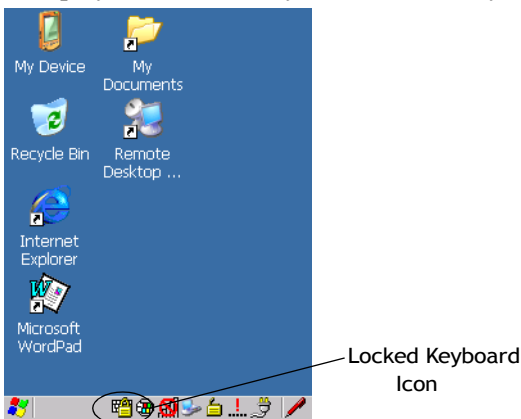 My Device
My
Documents
Recycle Bin
Remote
Desktop ...
Internet
Explorer
Microsoft
WordPad
Locked Keyboard
Icon